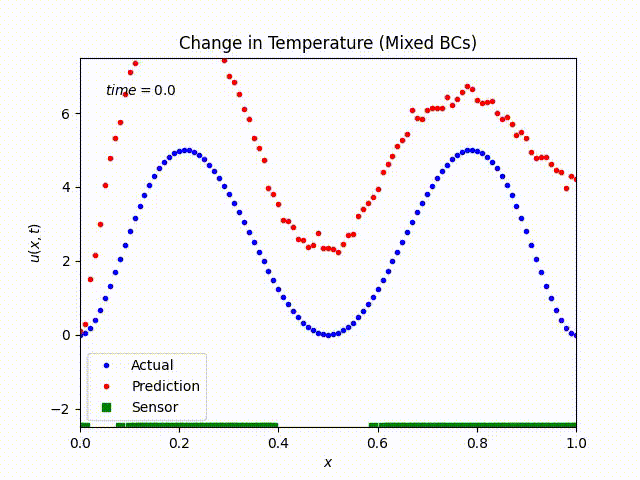 Change in Temperature (Mixed BCs)
time = 0.0
u(x, t)
6
4
2
0
−2
Actual
Prediction
Sensor
0.0 0.2 0.4 0.6 0.8 1.0
x